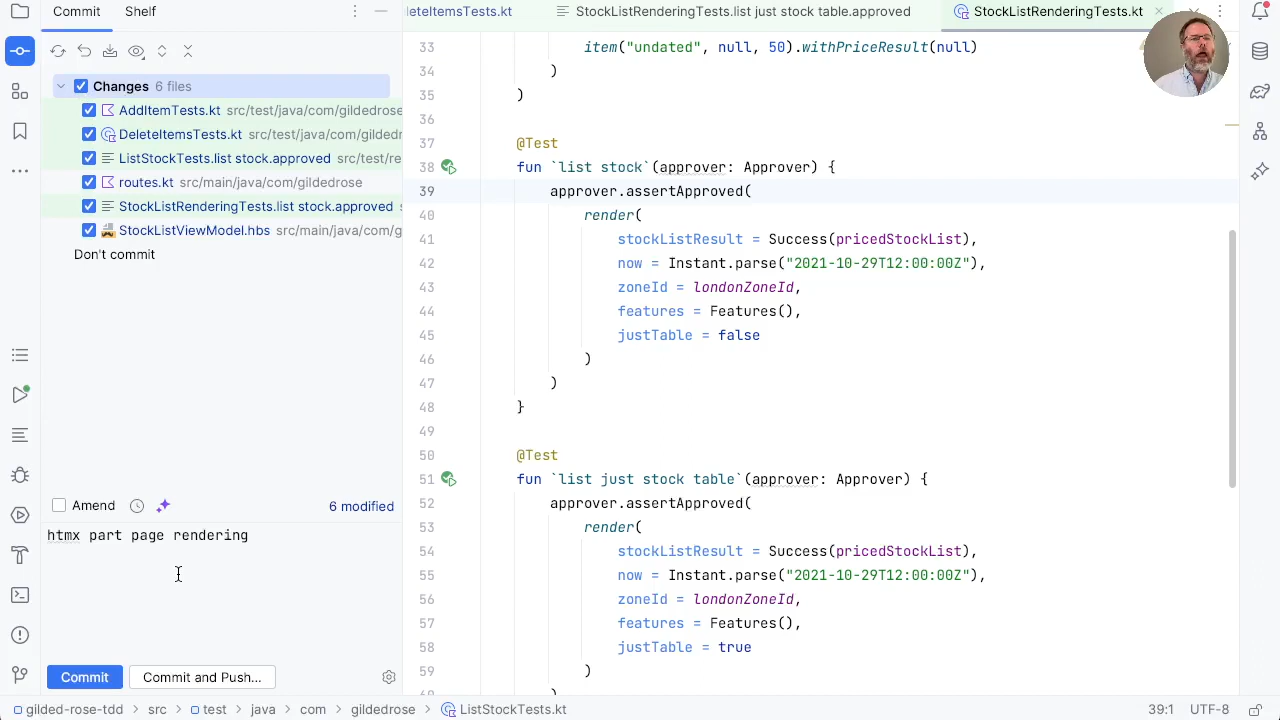 Commit Shelf
leteItemsTests.kt StockListRenderingTests.list just stock table.approved StockListRenderingTests.kt
Changes 6 files
AddItemTests.kt src/test/java/com/gildedrose
DeleteItemsTests.kt src/test/java/com/gildedr
ListStockTests.list stock.approved src/test/re
routes.kt src/main/java/com/gildedrose
StockListRenderingTests.list stock.approved s
StockListViewModel.hbs src/main/java/com/g
Don't commit
Amend 6 modified
htmx part page rendering
Commit Commit and Push...
33 item("undated", null, 50).withPriceResult(null)
34 )
35 )
36
37 @Test
38 fun `list stock`(approver: Approver) {
39 approver.assertApproved(
40 render(
41 stockListResult = Success(pricedStockList),
42 now = Instant.parse("2021-10-29T12:00:00Z"),
43 zoneId = londonZoneId,
44 features = Features(),
45 justTable = false
46 )
47 )
48 }
49
50 @Test
51 fun `list just stock table`(approver: Approver) {
52 approver.assertApproved(
53 render(
54 stockListResult = Success(pricedStockList),
55 now = Instant.parse("2021-10-29T12:00:00Z"),
56 zoneId = londonZoneId,
57 features = Features(),
58 justTable = true
59 )
60 )
gilded-rose-tdd src test java com gildedrose ListStockTests.kt 39:1 UTF-8